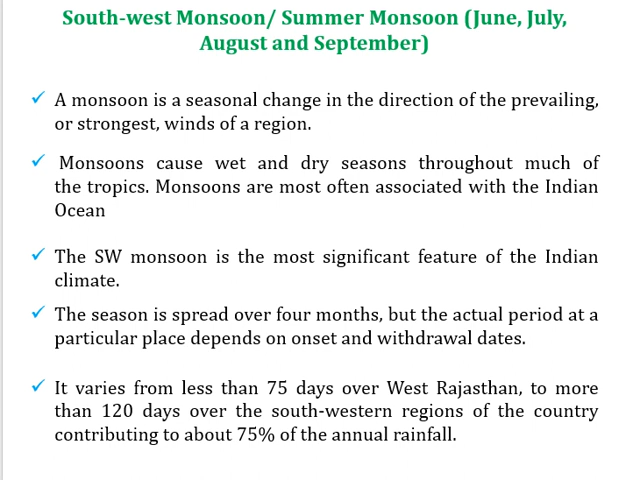 South-west Monsoon/ Summer Monsoon (June, July,
August and September)
✓ A monsoon is a seasonal change in the direction of the prevailing,
or strongest, winds of a region.
✓ Monsoons cause wet and dry seasons throughout much of
the tropics. Monsoons are most often associated with the Indian
Ocean
✓ The SW monsoon is the most significant feature of the Indian
climate.
✓ The season is spread over four months, but the actual period at a
particular place depends on onset and withdrawal dates.
✓ It varies from less than 75 days over West Rajasthan, to more
than 120 days over the south-western regions of the country
contributing to about 75% of the annual rainfall.